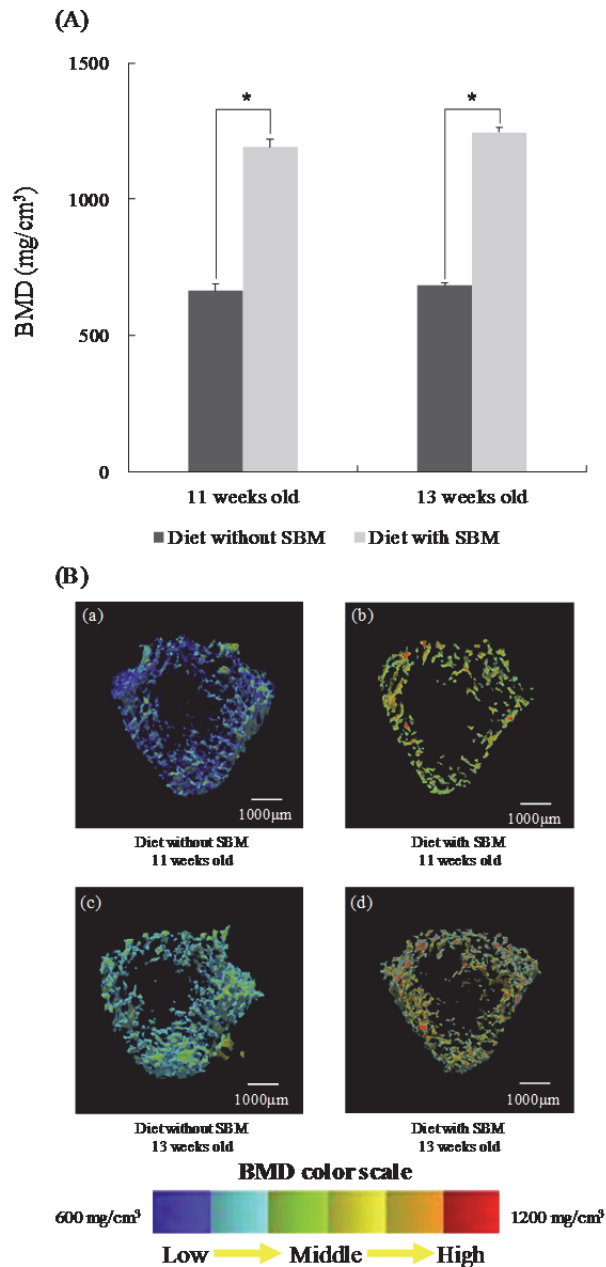 (A)
1500
1000
500
0
BMD (mg/cm³)
*
*
11 weeks old
13 weeks old
Diet without SBM
Diet with SBM
(B)
(a)
1000μm
Diet without SBM
11 weeks old
(b)
1000μm
Diet with SBM
11 weeks old
(c)
1000μm
Diet without SBM
13 weeks old
(d)
1000μm
Diet with SBM
13 weeks old
BMD color scale
600 mg/cm³
1200 mg/cm³
Low
Middle
High